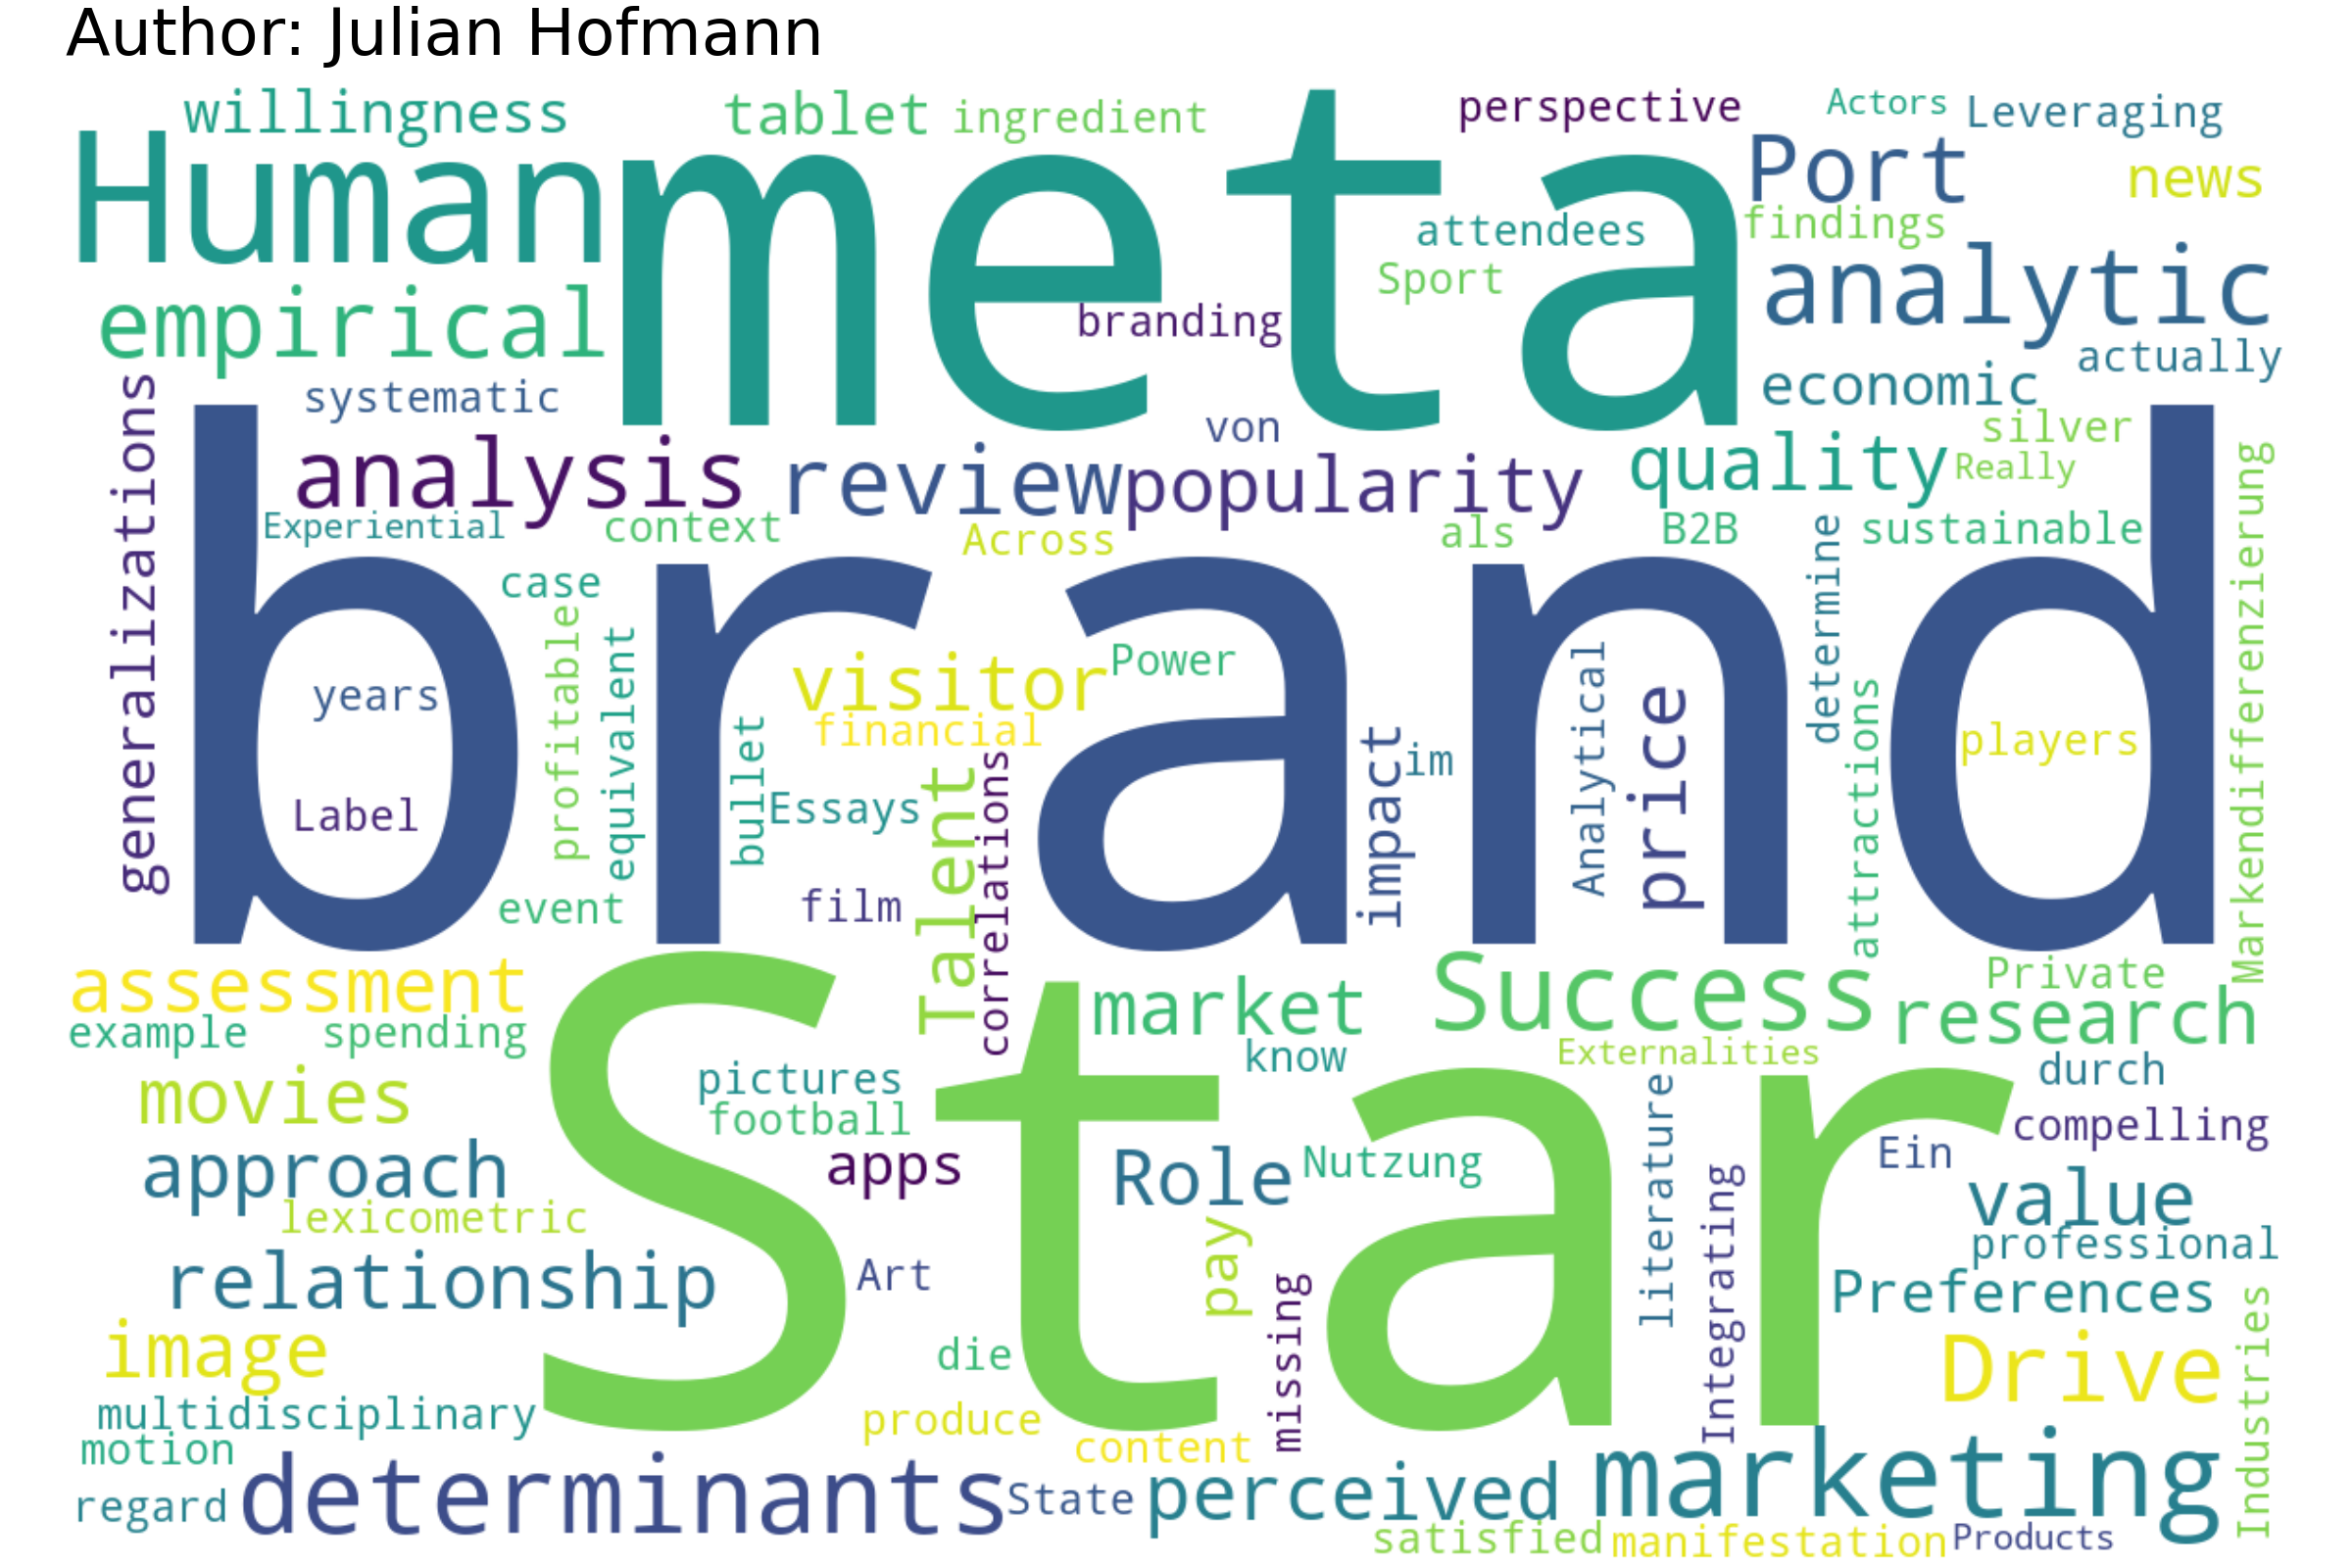 Author: Julian Hofmann
willingness
tablet
ingredient
perspective
Actors
Leveraging
Human
meta
Port
news
attendees
findings
Sport
analytic
empirical
branding
actually
economic
systematic
von
silver
generalizations
analysis
review
popularity
quality
Really
Experiential
context
Across
als
B2B
sustainable
determine
Markendifferenzierung
brand
case
profitable
equivalent
visitor
Power
years
financial
bullet
Label
Essays
Talent
correlations
impact
im
Analytical
price
attractions
players
event
film
assessment
market
Success
Private
research
example
spending
know
Externalities
durch
movies
pictures
football
Star
compelling
approach
apps
Role
Nutzung
literature
Ein
value
lexicometric
professional
relationship
Art
pay
missing
Integrating
Preferences
image
die
Drive
Industries
multidisciplinary
produce
content
motion
regard
determinants
State
perceived
marketing
satisfied
manifestation
Products